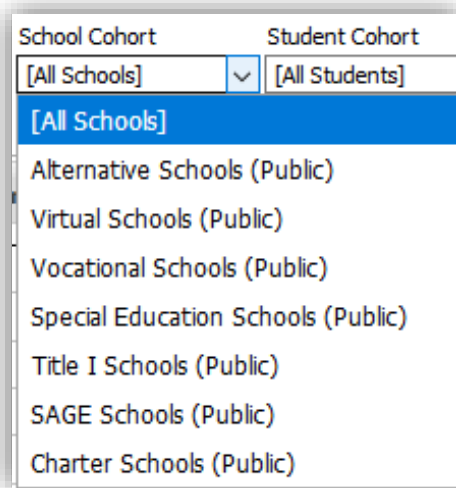 School Cohort Student Cohort
[All Schools] [All Students]
[All Schools]
Alternative Schools (Public)
Virtual Schools (Public)
Vocational Schools (Public)
Special Education Schools (Public)
Title I Schools (Public)
SAGE Schools (Public)
Charter Schools (Public)